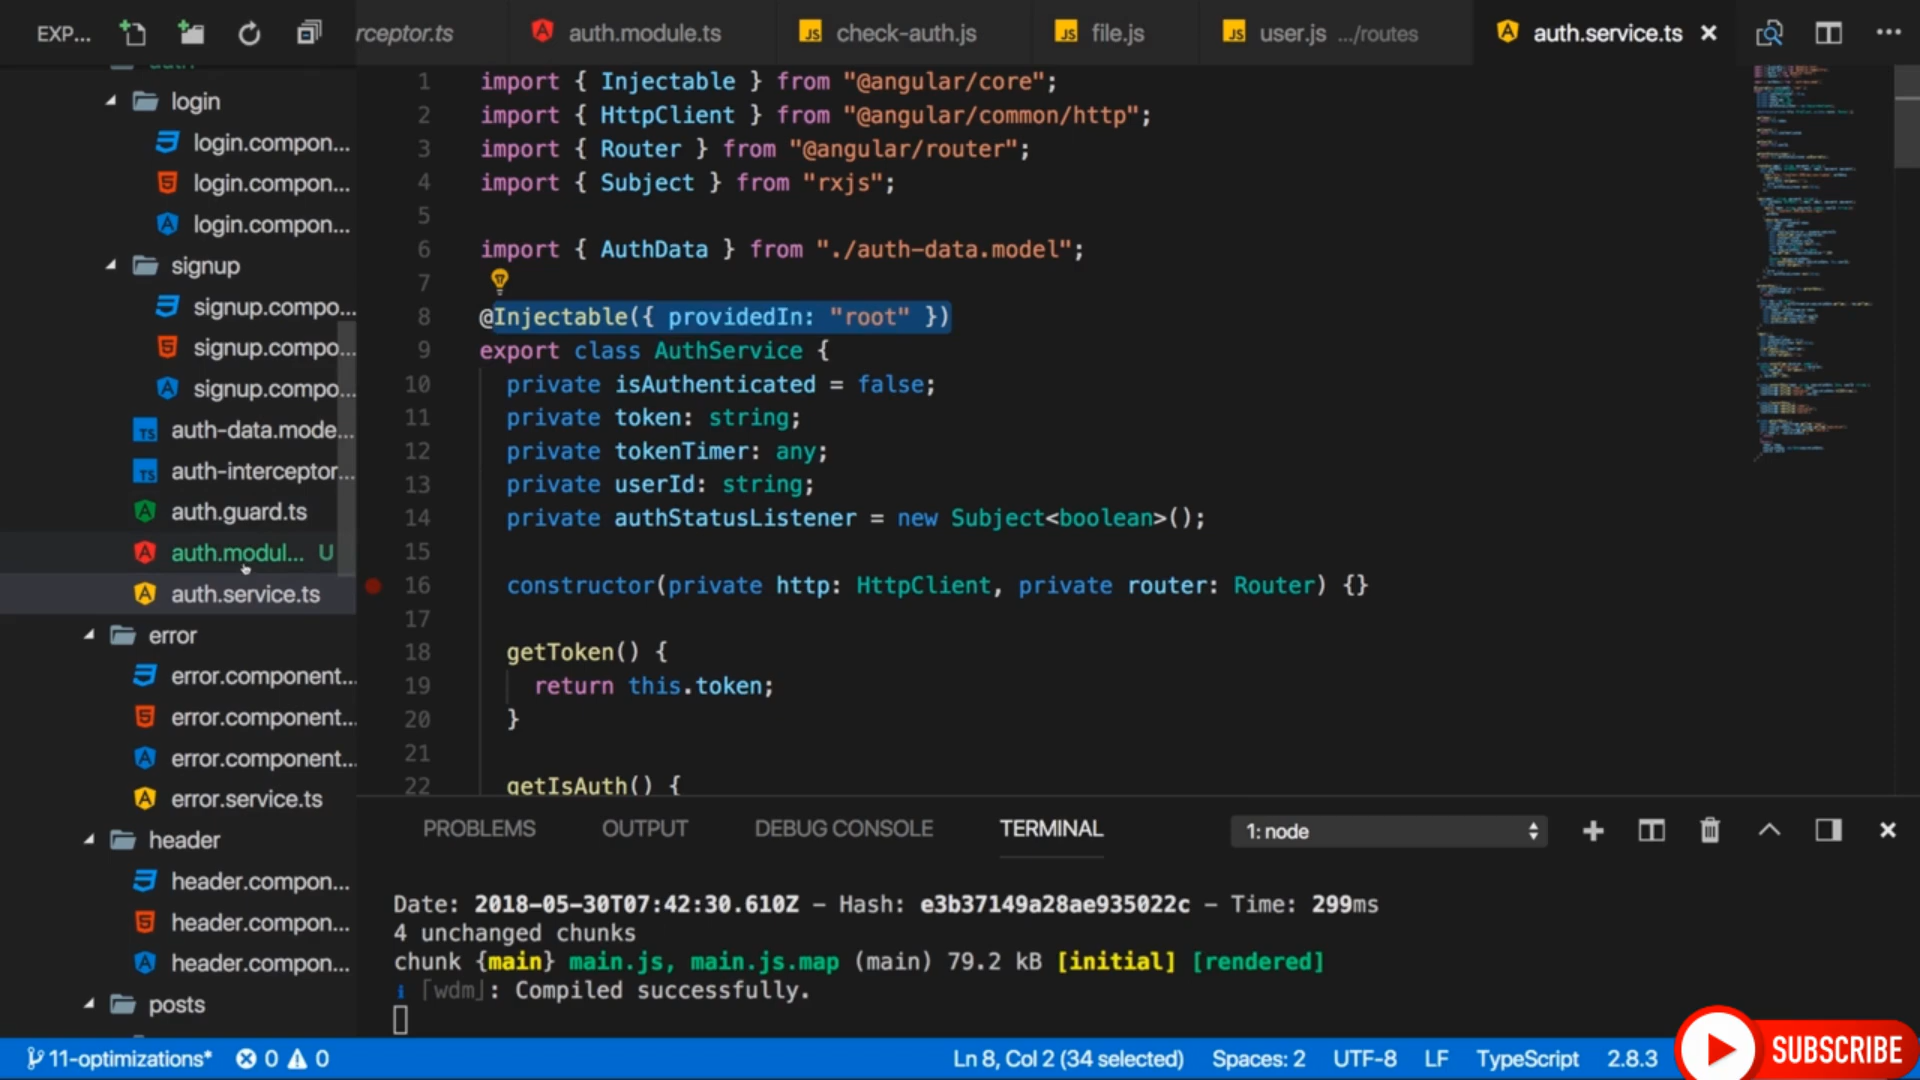 EXP...
rceptor.ts
auth.module.ts
JS check-auth.js
JS file.js
JS user.js .../routes
auth.service.ts
auth
login
login.compon...
login.compon...
login.compon...
signup
signup.compo...
signup.compo...
signup.compo...
TS auth-data.mode...
TS auth-interceptor...
auth.guard.ts
auth.modul... U
auth.service.ts
error
error.component...
error.component...
error.component...
error.service.ts
header
header.compon...
header.compon...
header.compon...
posts
1 import { Injectable } from "@angular/core";
2 import { HttpClient } from "@angular/common/http";
3 import { Router } from "@angular/router";
4 import { Subject } from "rxjs";
5
6 import { AuthData } from "./auth-data.model";
7
8 @Injectable({ providedIn: "root" })
9 export class AuthService {
10 private isAuthenticated = false;
11 private token: string;
12 private tokenTimer: any;
13 private userId: string;
14 private authStatusListener = new Subject<boolean>();
15
16 constructor(private http: HttpClient, private router: Router) {}
17
18 getToken() {
19 return this.token;
20 }
21
22 getIsAuth() {
PROBLEMS OUTPUT DEBUG CONSOLE TERMINAL 1: node
Date: 2018-05-30T07:42:30.610Z - Hash: e3b37149a28ae935022c - Time: 299ms
4 unchanged chunks
chunk {main} main.js, main.js.map (main) 79.2 kB [initial] [rendered]
i ｢wdm｣: Compiled successfully.
11-optimizations* 0 0 Ln 8, Col 2 (34 selected) Spaces: 2 UTF-8 LF TypeScript 2.8.3
SUBSCRIBE